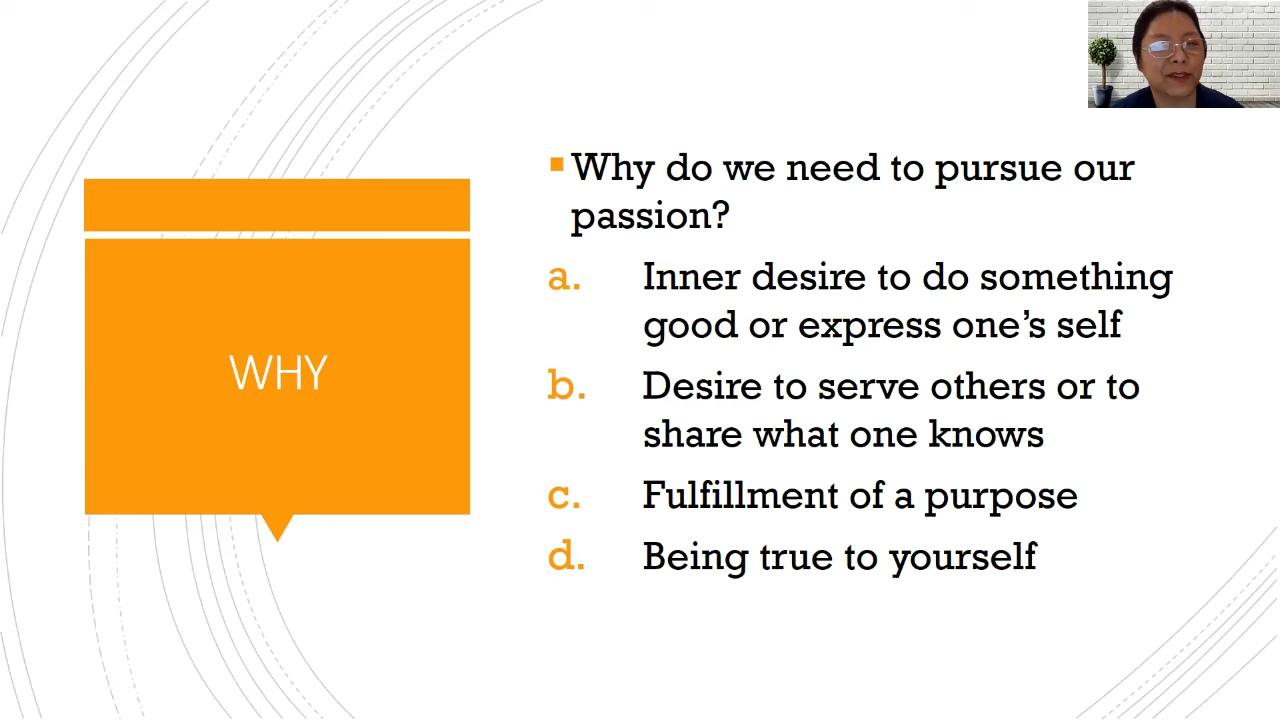 WHY
▪Why do we need to pursue our
passion?
a. Inner desire to do something
good or express one’s self
b. Desire to serve others or to
share what one knows
c. Fulfillment of a purpose
d. Being true to yourself